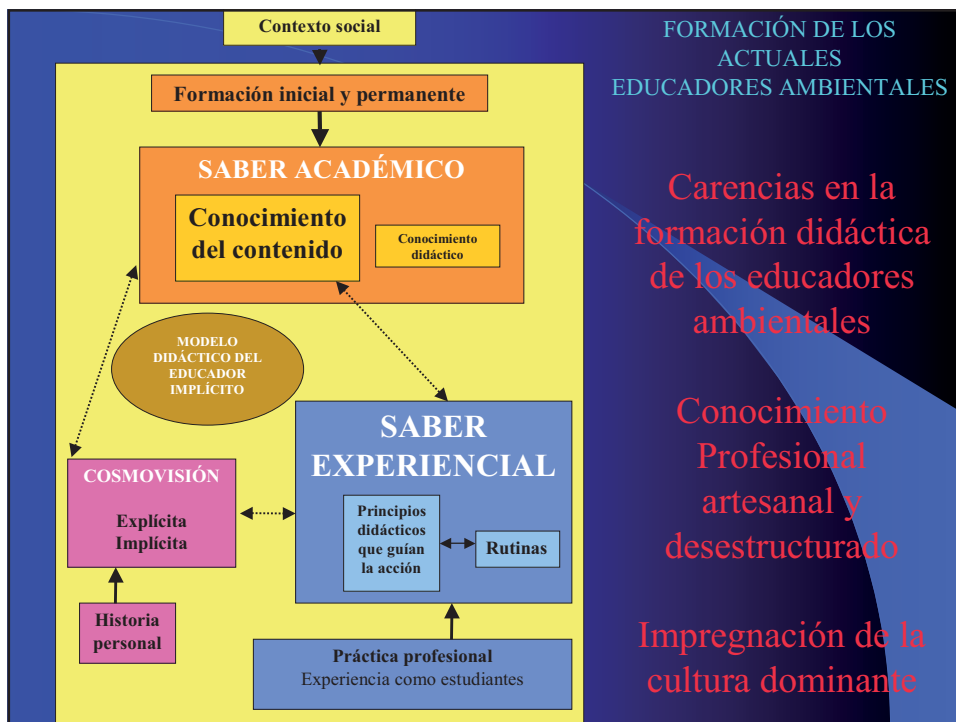 Contexto social
Formación inicial y permanente
SABER ACADÉMICO
Conocimiento
del contenido
Conocimiento
didáctico
MODELO
DIDÁCTICO DEL
EDUCADOR
IMPLÍCITO
SABER
EXPERIENCIAL
COSMOVISIÓN
Explícita
Implícita
Principios
didácticos
que guían
la acción
Rutinas
Historia
personal
Práctica profesional
Experiencia como estudiantes
FORMACIÓN DE LOS
ACTUALES
EDUCADORES AMBIENTALES
Carencias en la
formación didáctica
de los educadores
ambientales
Conocimiento
Profesional
artesanal y
desestructurado
Impregnación de la
cultura dominante